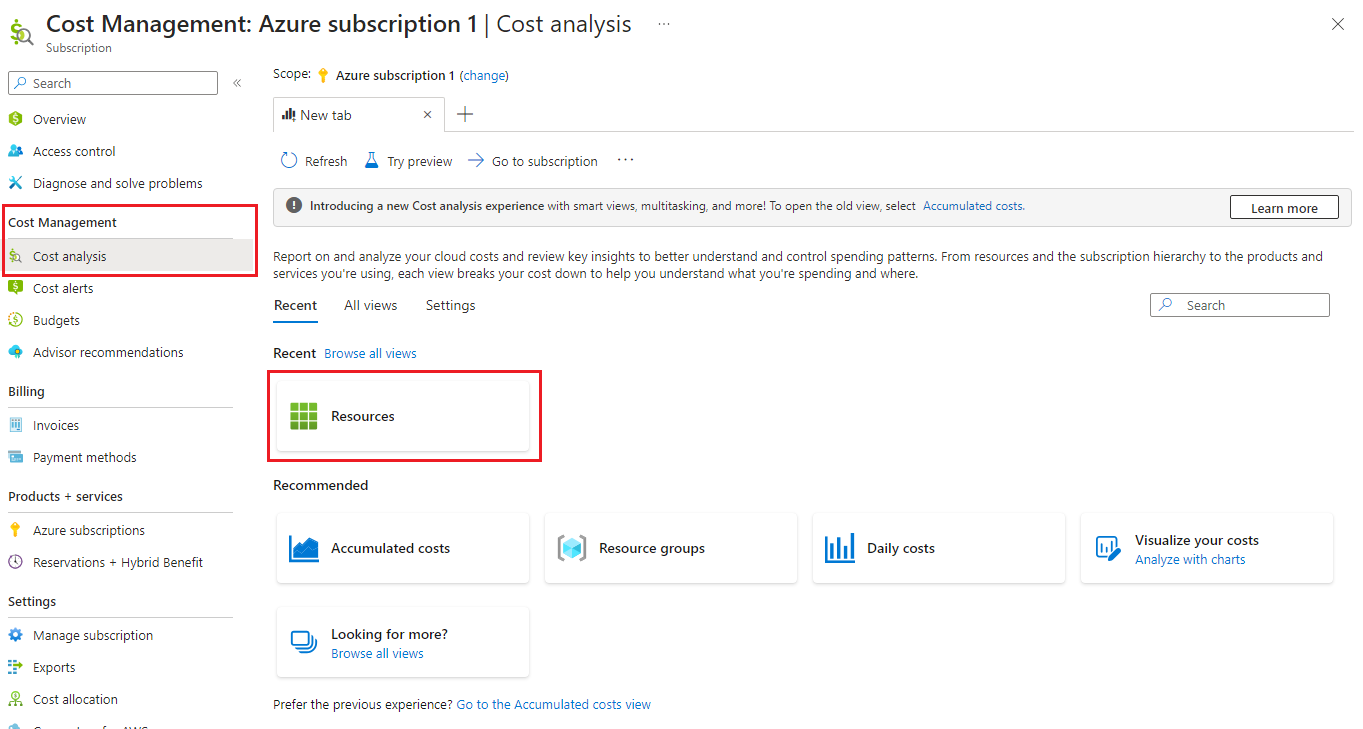 Cost Management: Azure subscription 1 | Cost analysis ...
Subscription
Search
«
Overview
Access control
Diagnose and solve problems
Cost Management
Cost analysis
Cost alerts
Budgets
Advisor recommendations
Billing
Invoices
Payment methods
Products + services
Azure subscriptions
Reservations + Hybrid Benefit
Settings
Manage subscription
Exports
Cost allocation
Scope: Azure subscription 1 (change)
New tab
Refresh Try preview Go to subscription ...
Introducing a new Cost analysis experience with smart views, multitasking, and more! To open the old view, select Accumulated costs.
Learn more
Report on and analyze your cloud costs and review key insights to better understand and control spending patterns. From resources and the subscription hierarchy to the products and
services you're using, each view breaks your cost down to help you understand what you're spending and where.
Recent All views Settings
Search
Recent Browse all views
Resources
Recommended
Accumulated costs
Resource groups
Daily costs
Visualize your costs
Analyze with charts
Looking for more?
Browse all views
Prefer the previous experience? Go to the Accumulated costs view